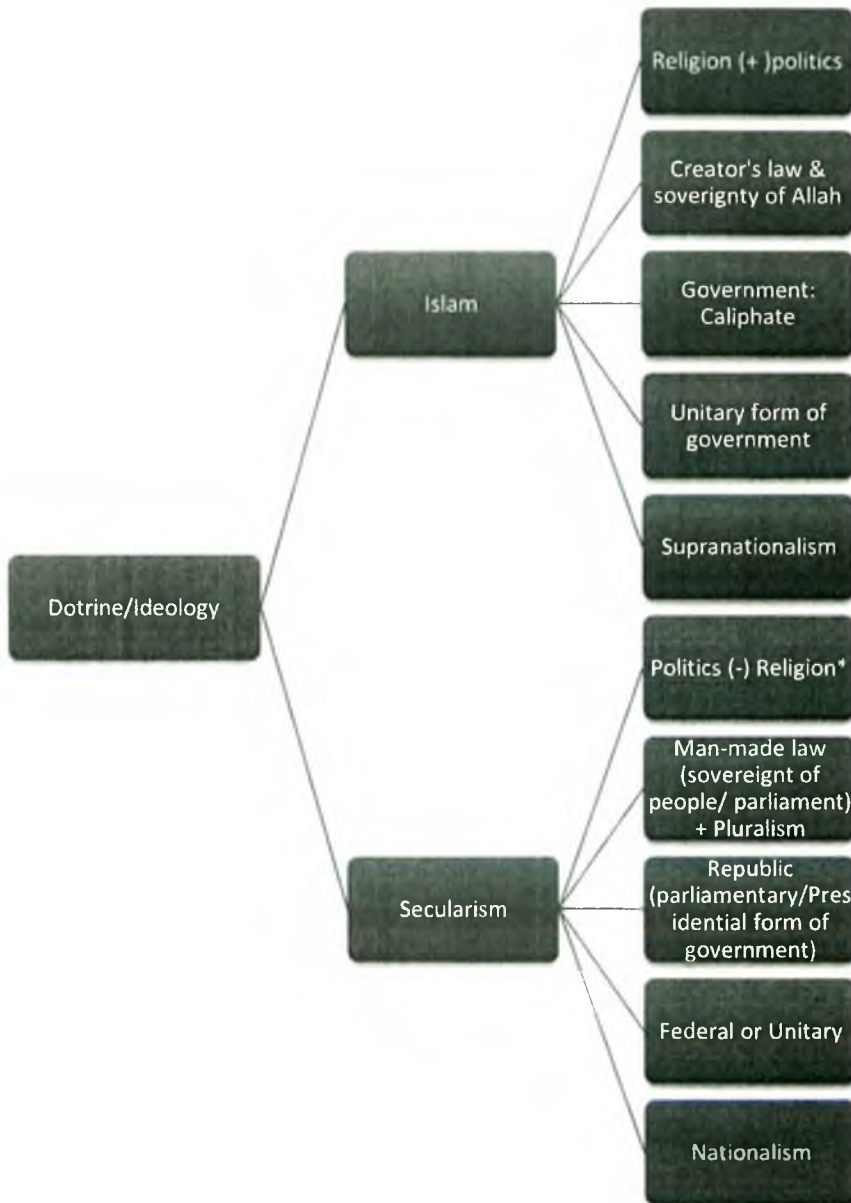 Religion (+ )politics
Creator's law &
soverignty of Allah
Islam
Government:
Caliphate
Unitary form of
government
Supranationalism
Dotrine/Ideology
Politics (-) Religion*
Man-made law
(sovereignt of
people/ parliament)
+ Pluralism
Secularism
Republic
(parliamentary/Pres
idential form of
government)
Federal or Unitary
Nationalism